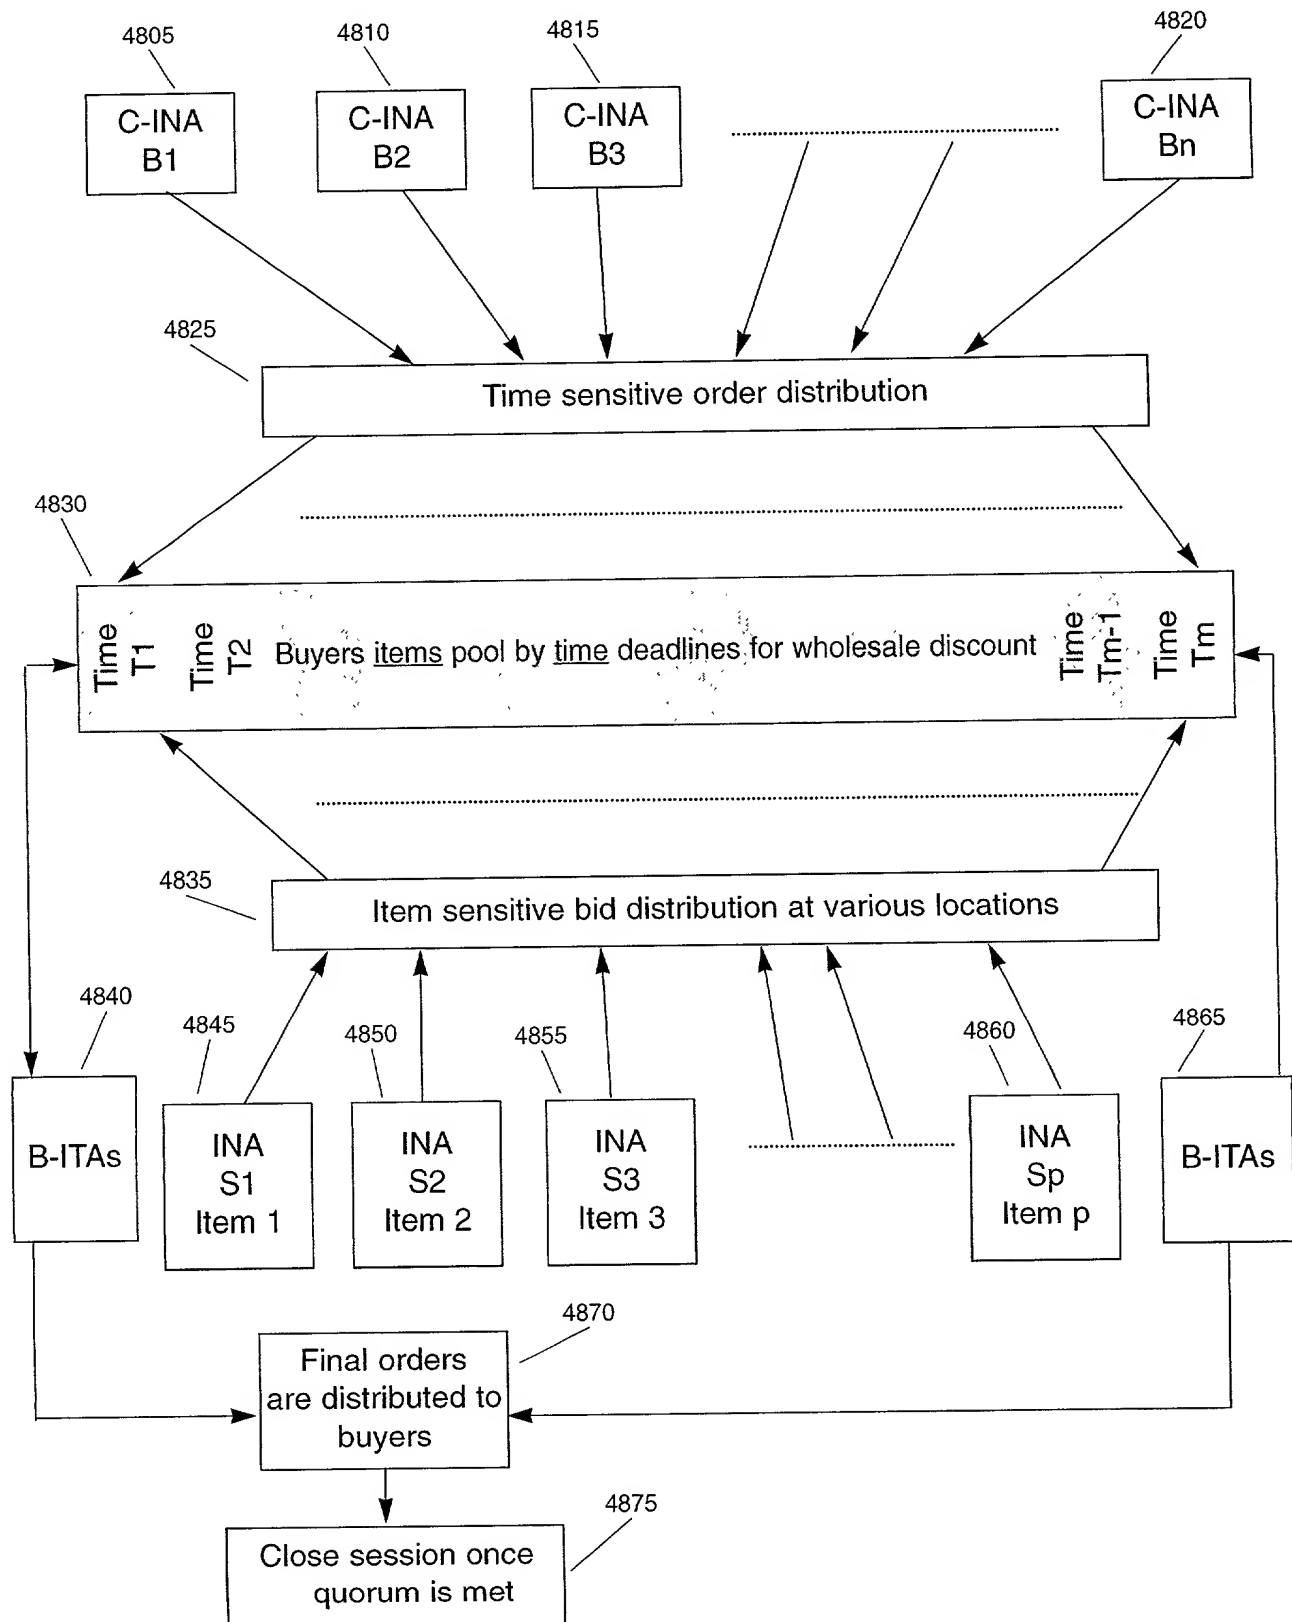 4805
4810
4815
4820
C-INA
B1
C-INA
B2
C-INA
B3
C-INA
Bn
4825
Time sensitive order distribution
4830
Time
T1
Time
T2
Buyers items pool by time deadlines for wholesale discount
Time
Tm-1
Time
Tm
4835
Item sensitive bid distribution at various locations
4840
4845
4850
4855
4860
4865
B-ITAs
INA
S1
Item 1
INA
S2
Item 2
INA
S3
Item 3
INA
Sp
Item p
B-ITAs
4870
Final orders
are distributed to
buyers
4875
Close session once
quorum is met